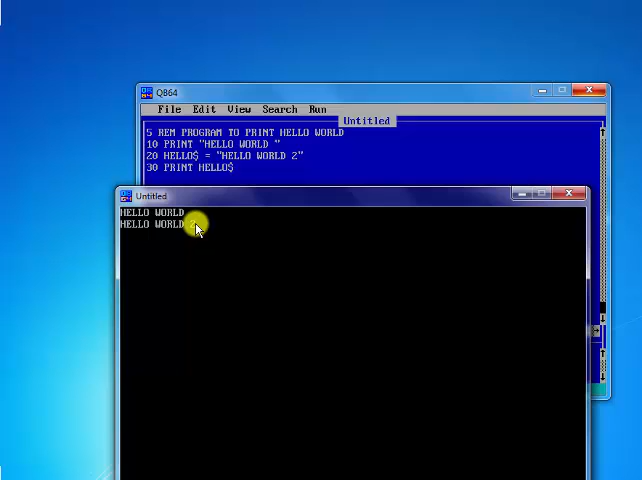 QB64
File Edit View Search Run
Untitled
5 REM PROGRAM TO PRINT HELLO WORLD
10 PRINT "HELLO WORLD "
20 HELLO$ = "HELLO WORLD 2"
30 PRINT HELLO$
Untitled
HELLO WORLD
HELLO WORLD 2